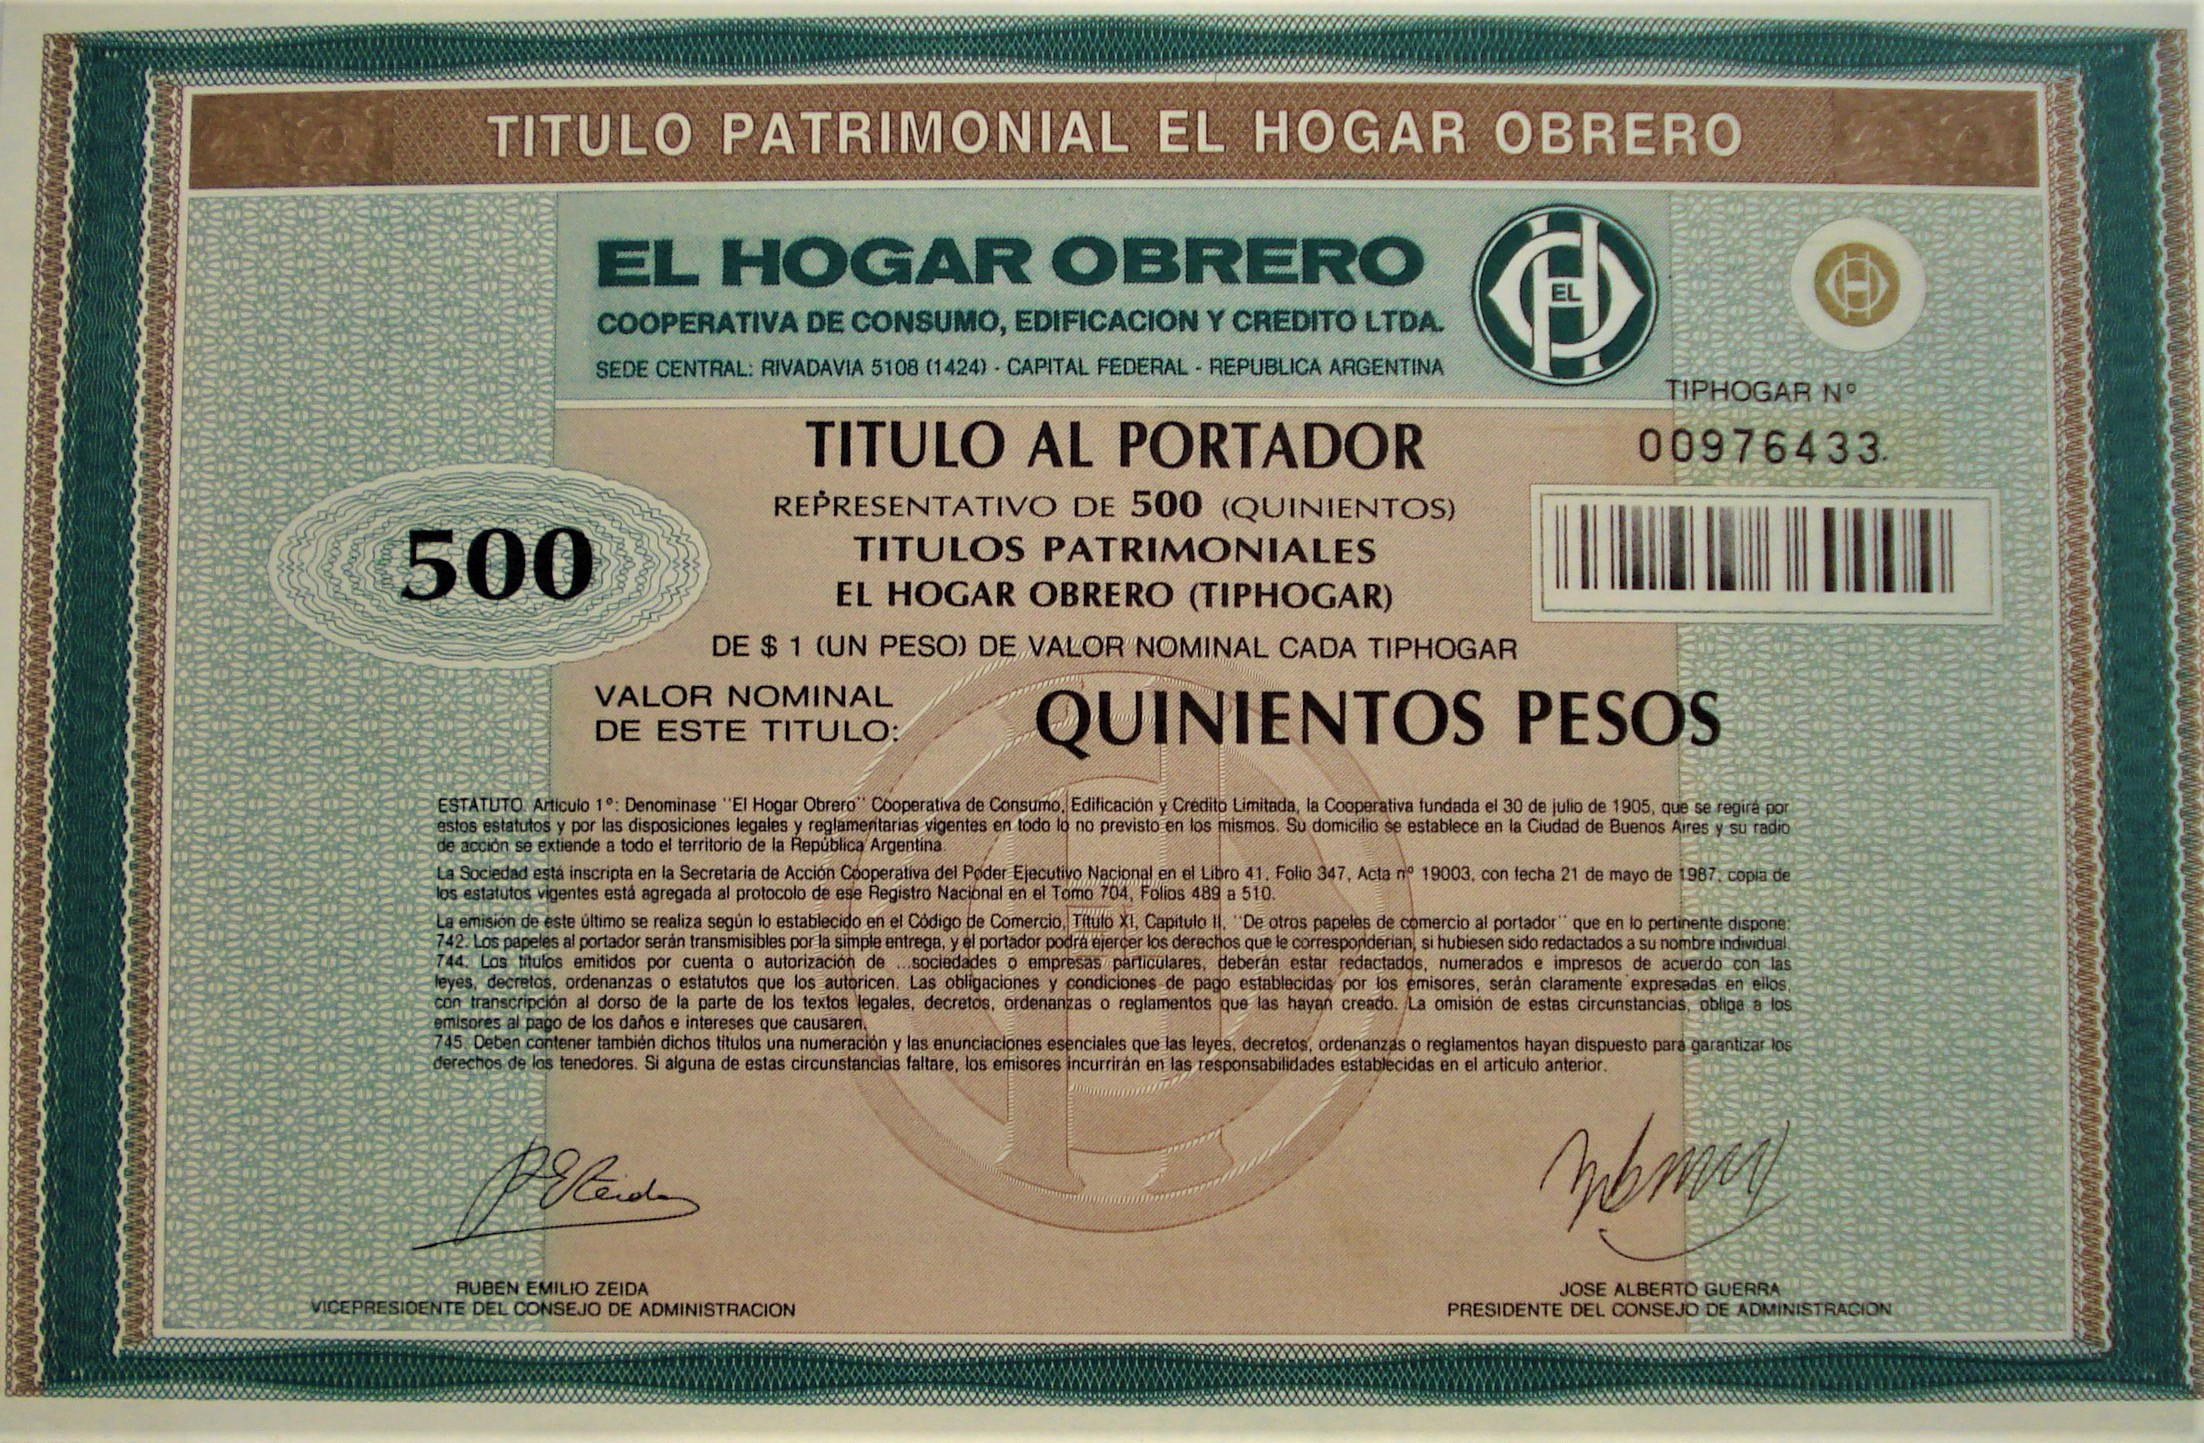 TITULO PATRIMONIAL EL HOGAR OBRERO
EL HOGAR OBRERO
COOPERATIVA DE CONSUMO, EDIFICACION Y CREDITO LTDA.
SEDE CENTRAL: RIVADAVIA 5108 (1424) - CAPITAL FEDERAL - REPUBLICA ARGENTINA
EL
TIPHOGAR Nº
00976433
TITULO AL PORTADOR
REPRESENTATIVO DE 500 (QUINIENTOS)
TITULOS PATRIMONIALES
EL HOGAR OBRERO (TIPHOGAR)
500
DE $ 1 (UN PESO) DE VALOR NOMINAL CADA TIPHOGAR
VALOR NOMINAL
DE ESTE TITULO:
QUINIENTOS PESOS
ESTATUTO. Artículo 1º: Denominase "El Hogar Obrero" Cooperativa de Consumo, Edificación y Crédito Limitada, la Cooperativa fundada el 30 de julio de 1905, que se regirá por
estos estatutos y por las disposiciones legales y reglamentarias vigentes en todo lo no previsto en los mismos. Su domicilio se establece en la Ciudad de Buenos Aires y su radio
de acción se extiende a todo el territorio de la República Argentina.
La Sociedad está inscripta en la Secretaria de Acción Cooperativa del Poder Ejecutivo Nacional en el Libro 41, Folio 347, Acta nº 19003, con fecha 21 de mayo de 1987, copia de
los estatutos vigentes está agregada al protocolo de ese Registro Nacional en el Tomo 704, Folios 489 a 510.
La emisión de este último se realiza según lo establecido en el Código de Comercio, Título XI, Capítulo II, "De otros papeles de comercio al portador" que en lo pertinente dispone:
742. Los papeles al portador serán transmisibles por la simple entrega, y el portador podrá ejercer los derechos que le corresponderían, si hubiesen sido redactados a su nombre individual.
744. Los títulos emitidos por cuenta o autorización de ...sociedades o empresas particulares, deberán estar redactados, numerados e impresos de acuerdo con las
leyes, decretos, ordenanzas o estatutos que los autoricen. Las obligaciones y condiciones de pago establecidas por los emisores, serán claramente expresadas en ellos,
con transcripción al dorso de la parte de los textos legales, decretos, ordenanzas o reglamentos que las hayan creado. La omisión de estas circunstancias, obliga a los
emisores al pago de los daños e intereses que causaren.
745. Deben contener también dichos títulos una numeración y las enunciaciones esenciales que las leyes, decretos, ordenanzas o reglamentos hayan dispuesto para garantizar los
derechos de los tenedores. Si alguna de estas circunstancias faltare, los emisores incurrirán en las responsabilidades establecidas en el artículo anterior.
RUBEN EMILIO ZEIDA
VICEPRESIDENTE DEL CONSEJO DE ADMINISTRACION
JOSE ALBERTO GUERRA
PRESIDENTE DEL CONSEJO DE ADMINISTRACION